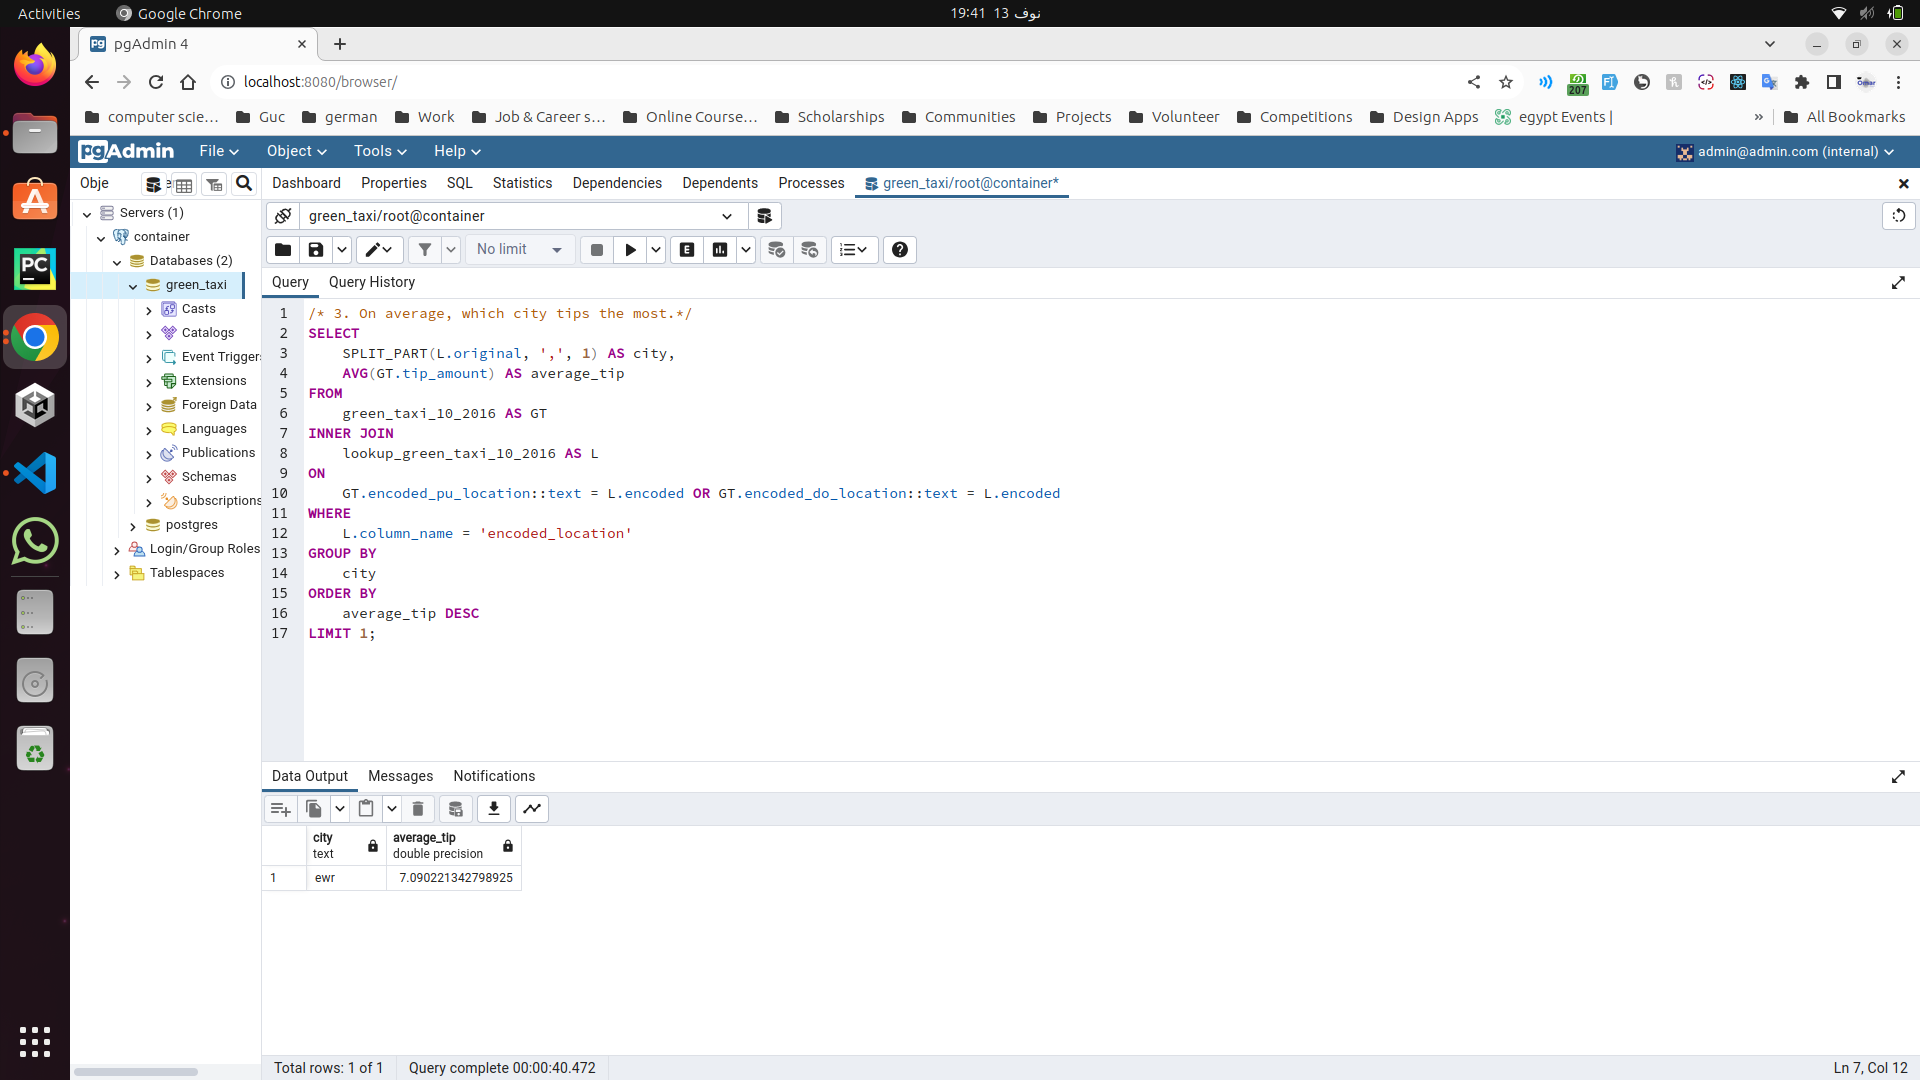 Activities
Google Chrome
19:41 13 نوف
pgAdmin 4
localhost:8080/browser/
207
computer scie...
Guc
german
Work
Job & Career s...
Online Course...
Scholarships
Communities
Projects
Volunteer
Competitions
Design Apps
egypt Events |
»
All Bookmarks
pgAdmin
File
Object
Tools
Help
admin@admin.com (internal)
Obje
Dashboard
Properties
SQL
Statistics
Dependencies
Dependents
Processes
green_taxi/root@container*
Servers (1)
container
Databases (2)
green_taxi
Casts
Catalogs
Event Triggers
Extensions
Foreign Data
Languages
Publications
Schemas
Subscriptions
postgres
Login/Group Roles
Tablespaces
green_taxi/root@container
No limit
E
Query
Query History
1 /* 3. On average, which city tips the most.*/
2 SELECT
3 SPLIT_PART(L.original, ',', 1) AS city,
4 AVG(GT.tip_amount) AS average_tip
5 FROM
6 green_taxi_10_2016 AS GT
7 INNER JOIN
8 lookup_green_taxi_10_2016 AS L
9 ON
10 GT.encoded_pu_location::text = L.encoded OR GT.encoded_do_location::text = L.encoded
11 WHERE
12 L.column_name = 'encoded_location'
13 GROUP BY
14 city
15 ORDER BY
16 average_tip DESC
17 LIMIT 1;
Data Output
Messages
Notifications
city
text
average_tip
double precision
1 ewr 7.090221342798925
Total rows: 1 of 1
Query complete 00:00:40.472
Ln 7, Col 12